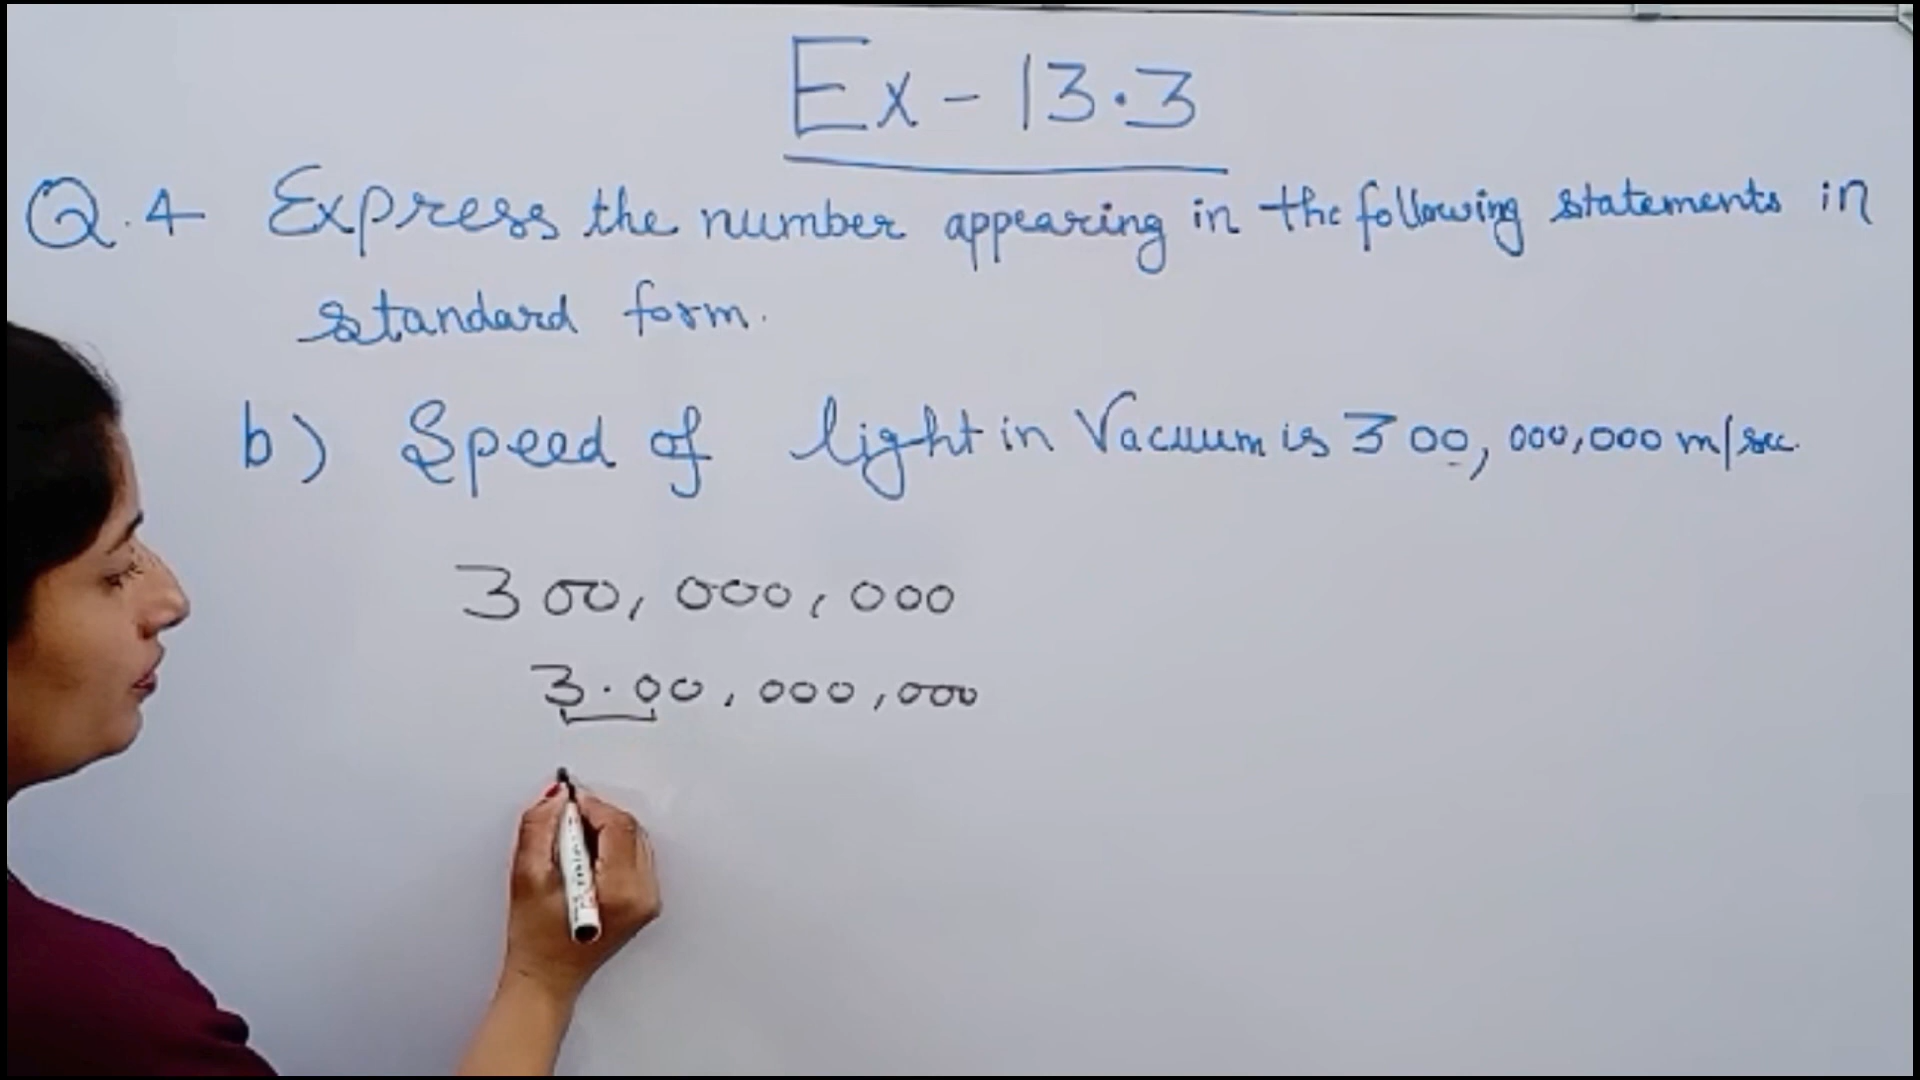 Ex - 13.3
Q.4 Express the number appearing in the following statements in
standard form.
b) Speed of light in Vacuum is 300,000,000 m/sec.
300,000,000
3.00,000,000